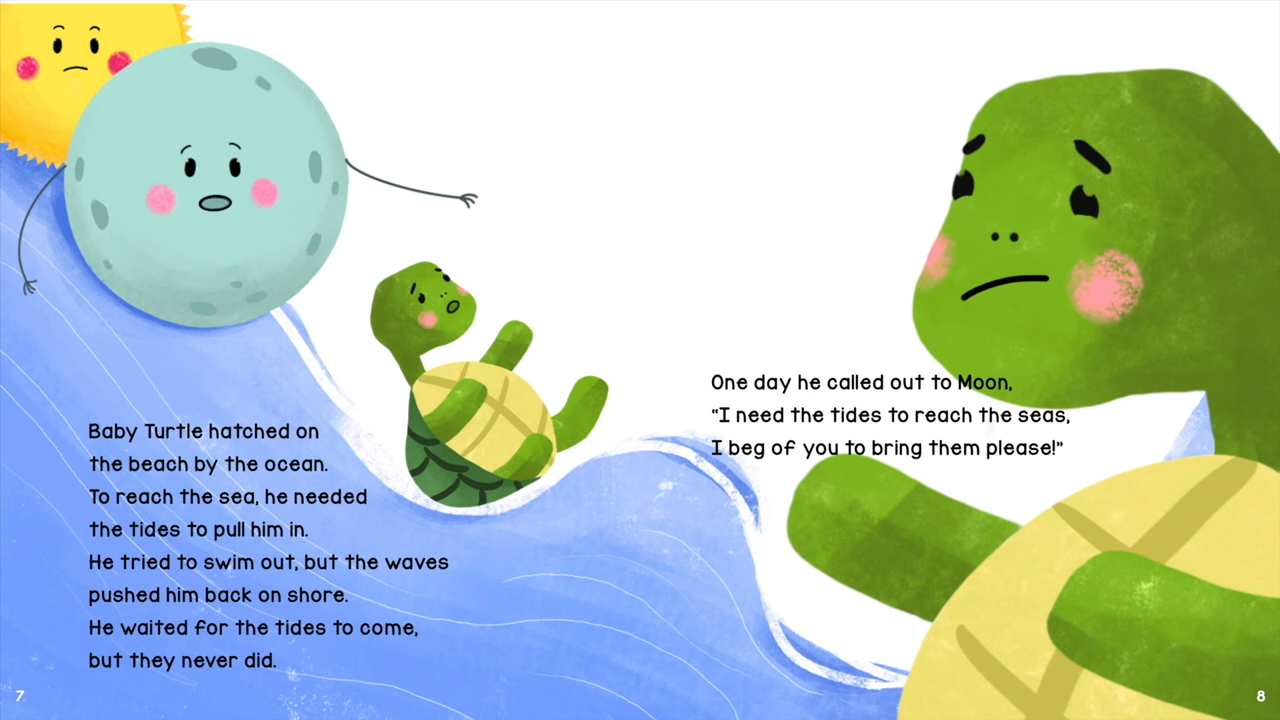 Baby Turtle hatched on
the beach by the ocean.
To reach the sea, he needed
the tides to pull him in.
He tried to swim out, but the waves
pushed him back on shore.
He waited for the tides to come,
but they never did.
7
One day he called out to Moon,
"I need the tides to reach the seas,
I beg of you to bring them please!"
8